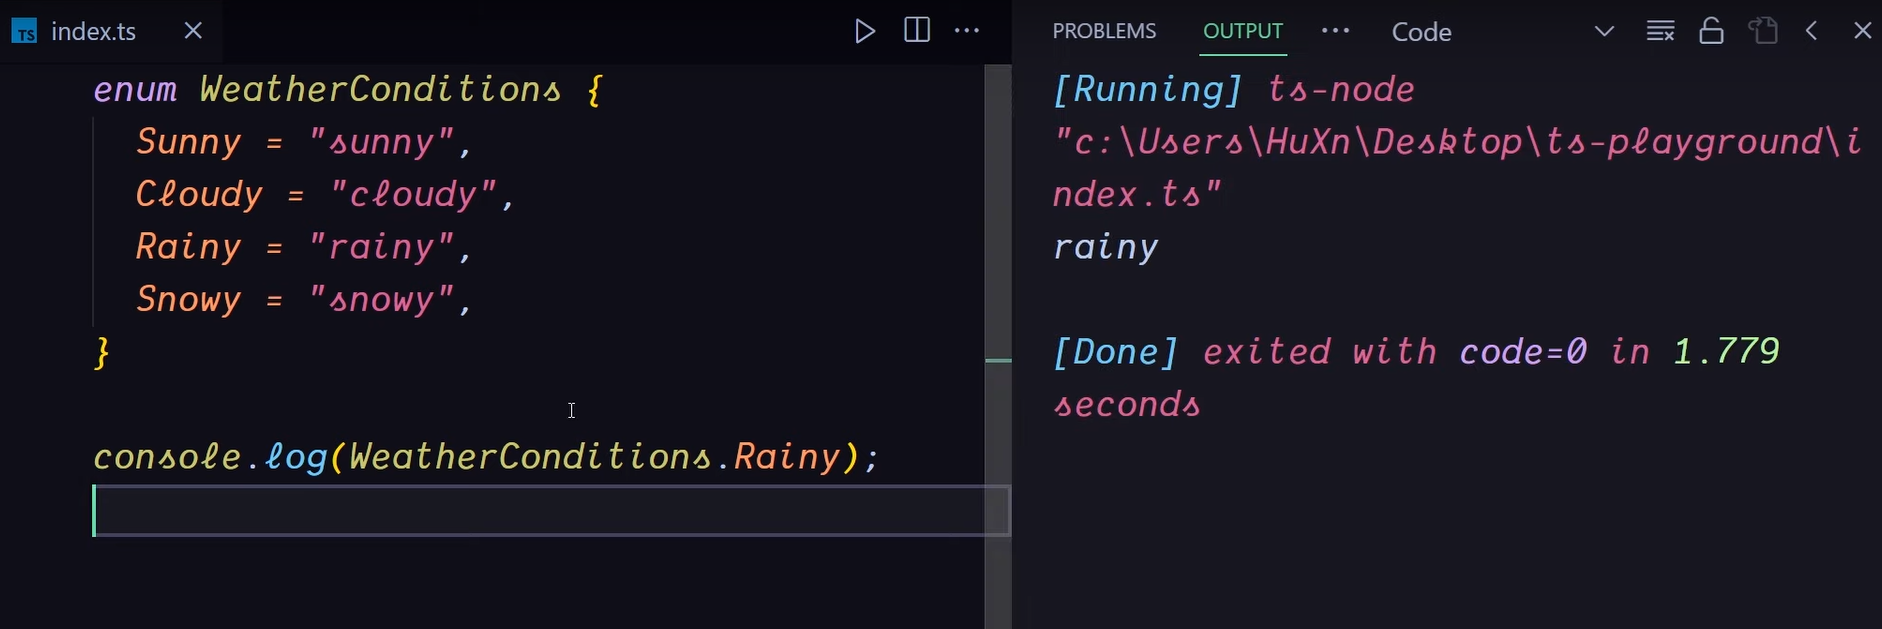 TS index.ts
enum WeatherConditions {
Sunny = "sunny",
Cloudy = "cloudy",
Rainy = "rainy",
Snowy = "snowy",
}
console.log(WeatherConditions.Rainy);
PROBLEMS OUTPUT ... Code
[Running] ts-node
"c:\Users\HuXn\Desktop\ts-playground\i
ndex.ts"
rainy
[Done] exited with code=0 in 1.779
seconds